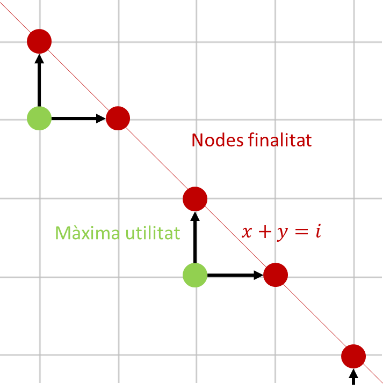 Nodes finalitat
Màxima utilitat
x + y = i